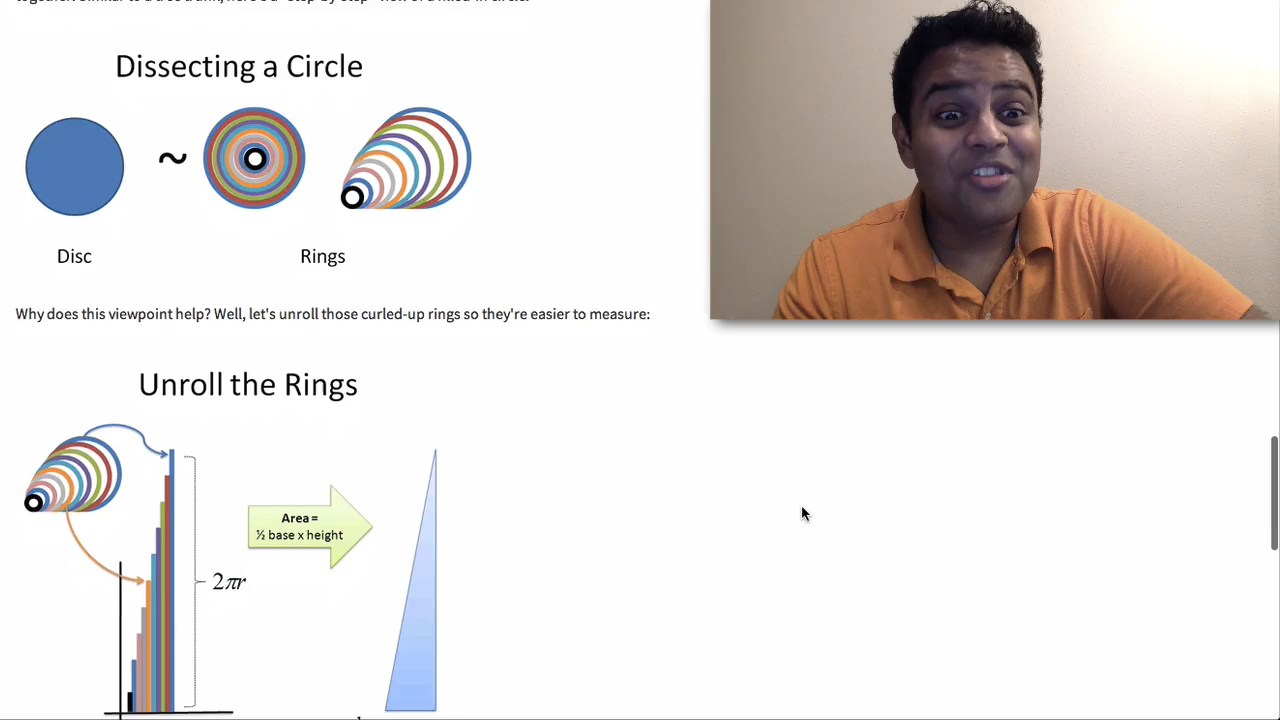 Dissecting a Circle
~
Disc
Rings
Why does this viewpoint help? Well, let's unroll those curled-up rings so they're easier to measure:
Unroll the Rings
Area =
½ base x height
2πr